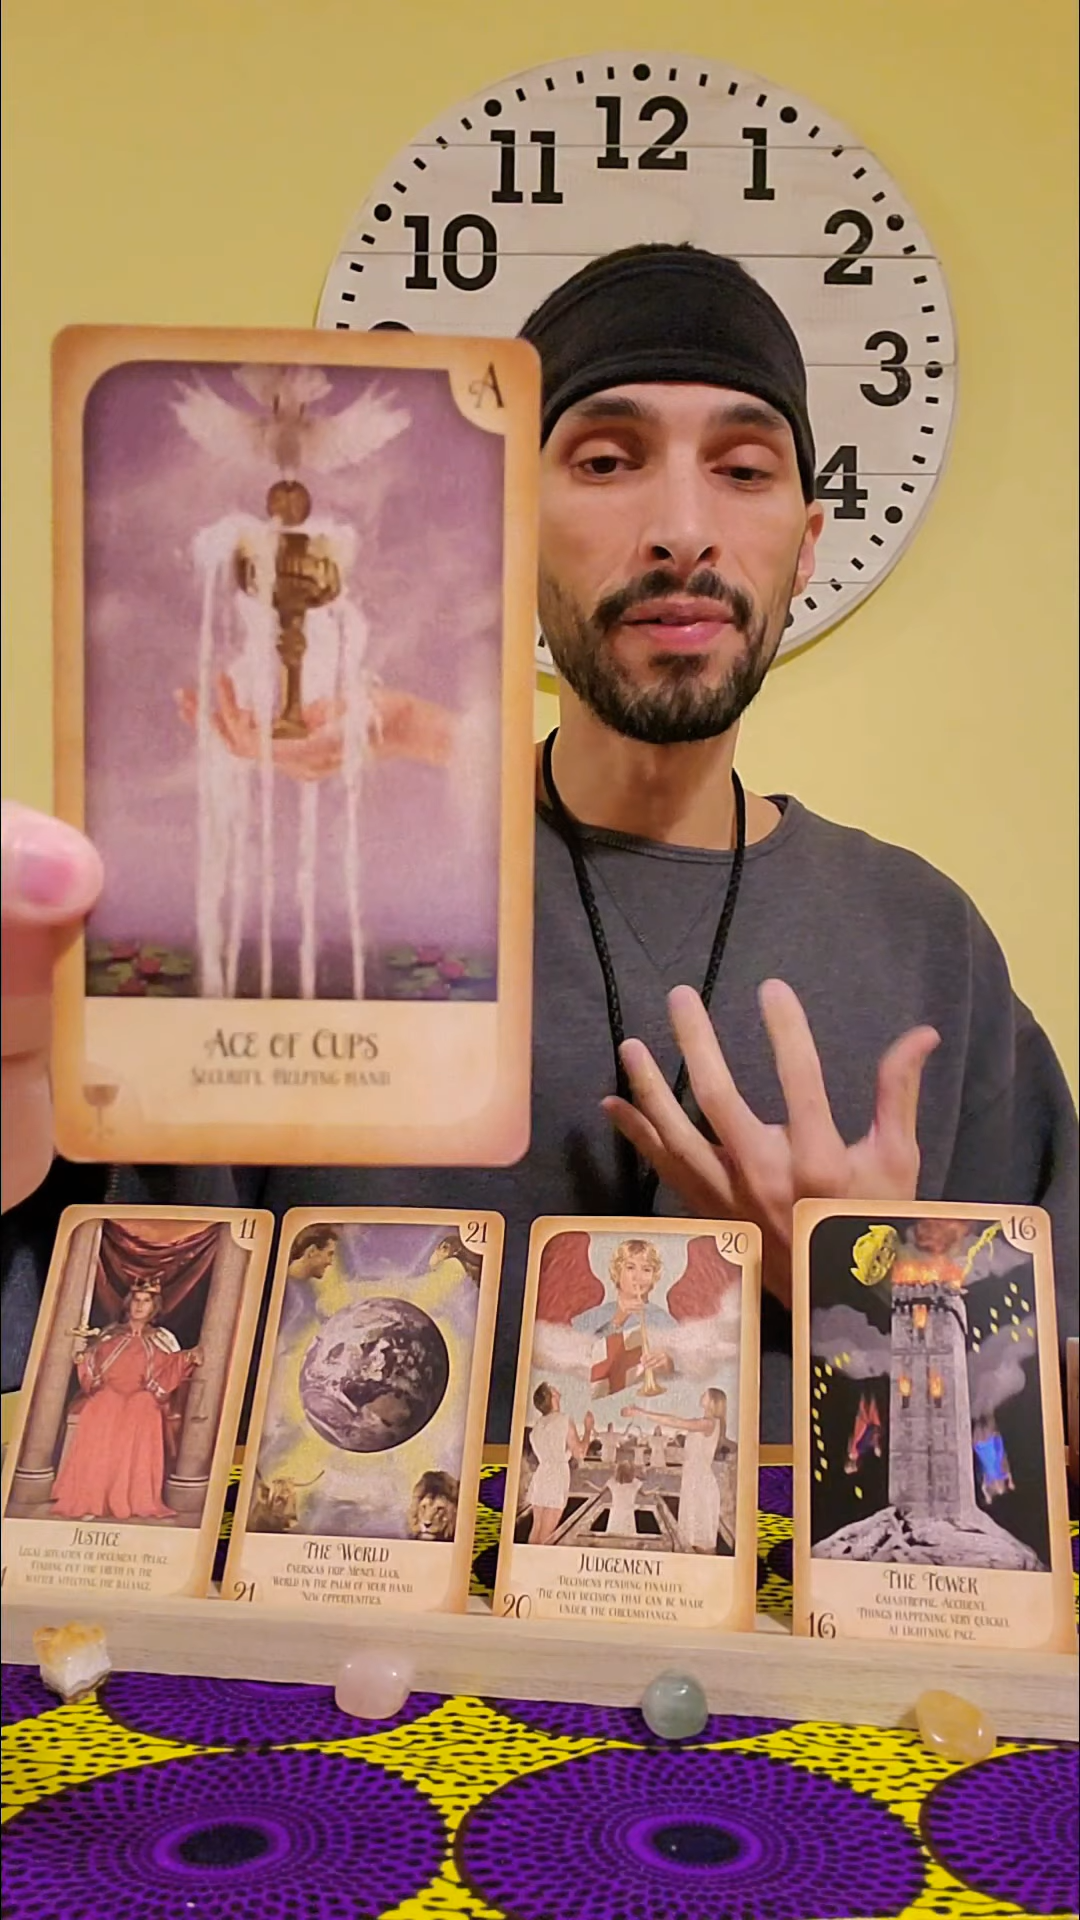 12
11
1
10
2
3
4
A
ACE OF CUPS
SECURITY. HELPING HAND
11
JUSTICE
LEGAL SITUATION OR DOCUMENT. POLICE.
FINDING OUT THE TRUTH IN THE
MATTER AFFECTING THE BALANCE.
21
THE WORLD
OVERSEAS TRIP. MONEY LUCK.
WORLD IN THE PALM OF YOUR HAND.
NEW OPPORTUNITIES.
21
20
JUDGEMENT
DECISIONS PENDING FINALITY.
THE ONLY DECISION THAT CAN BE MADE
UNDER THE CIRCUMSTANCES.
20
16
THE TOWER
CATASTROPHE. ACCIDENT.
THINGS HAPPENING VERY QUICKLY,
AT LIGHTNING PACE.
16